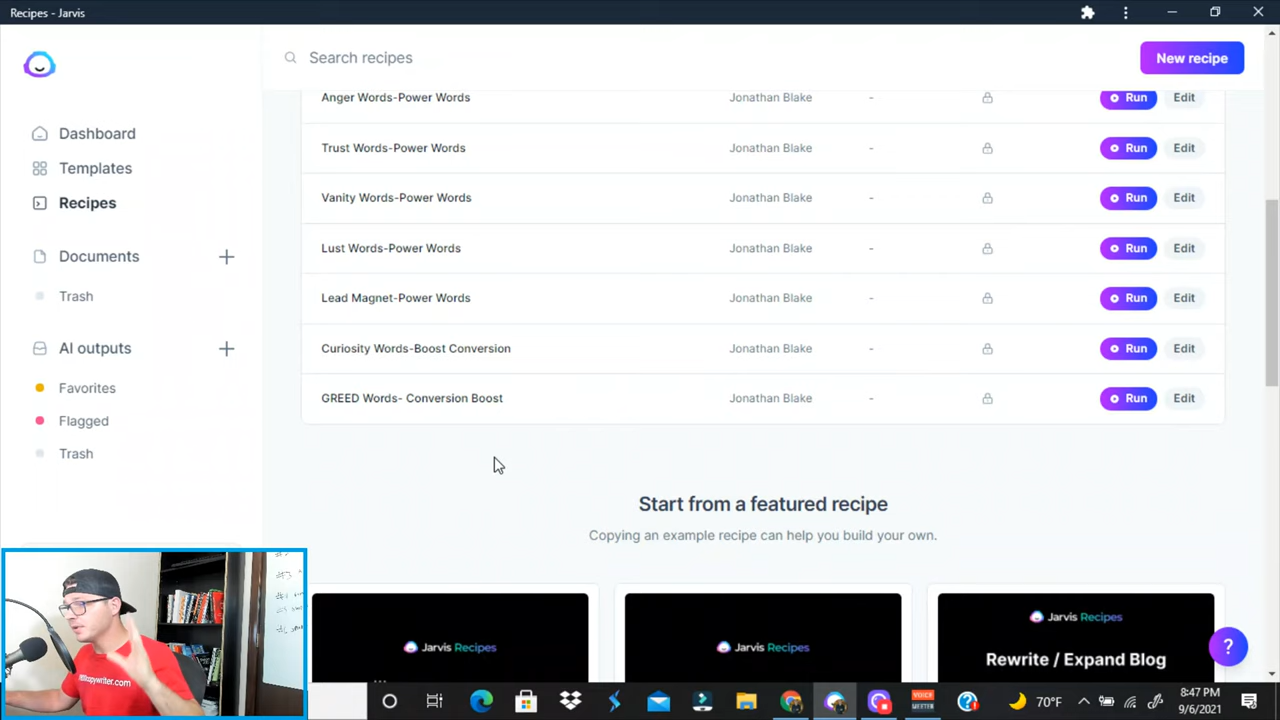 Recipes - Jarvis
Search recipes
New recipe
Dashboard
Templates
Recipes
Documents
Trash
AI outputs
Favorites
Flagged
Trash
Anger Words-Power Words Jonathan Blake - Run Edit
Trust Words-Power Words Jonathan Blake - Run Edit
Vanity Words-Power Words Jonathan Blake - Run Edit
Lust Words-Power Words Jonathan Blake - Run Edit
Lead Magnet-Power Words Jonathan Blake - Run Edit
Curiosity Words-Boost Conversion Jonathan Blake - Run Edit
GREED Words- Conversion Boost Jonathan Blake - Run Edit
Start from a featured recipe
Copying an example recipe can help you build your own.
Jarvis Recipes
Jarvis Recipes
Jarvis Recipes
Rewrite / Expand Blog
?
VOICE
MEETER
70°F
8:47 PM
9/6/2021